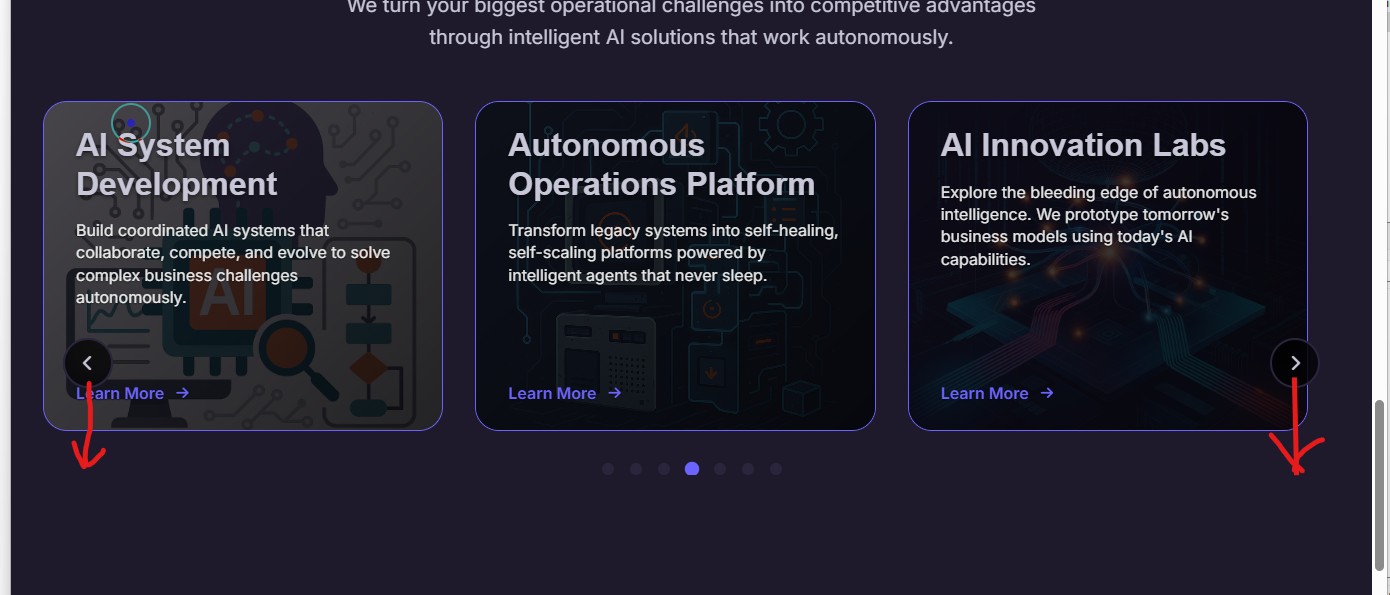 We turn your biggest operational challenges into competitive advantages
through intelligent AI solutions that work autonomously.
AI System
Development
Build coordinated AI systems that
collaborate, compete, and evolve to solve
complex business challenges
autonomously.
AI
Learn More →
Autonomous
Operations Platform
Transform legacy systems into self-healing,
self-scaling platforms powered by
intelligent agents that never sleep.
Learn More →
AI Innovation Labs
Explore the bleeding edge of autonomous
intelligence. We prototype tomorrow's
business models using today's AI
capabilities.
Learn More →